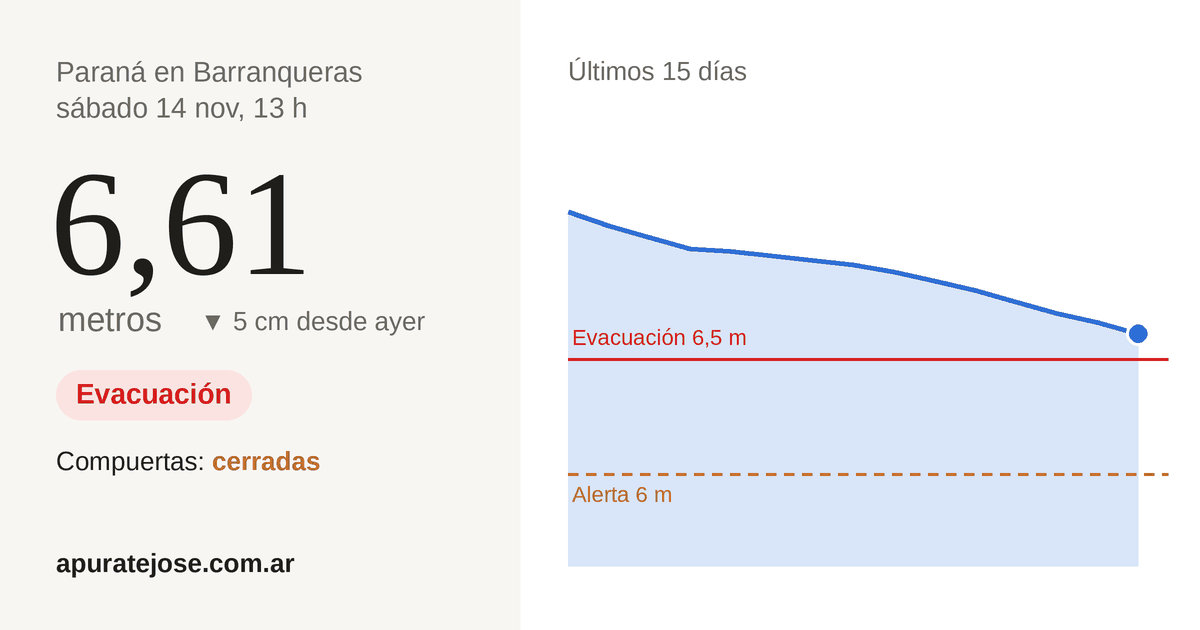 Paraná en Barranqueras
sábado 14 nov, 13 h
6,61
metros ▼ 5 cm desde ayer
Evacuación
Compuertas: cerradas
apuratejose.com.ar
Últimos 15 días
Evacuación 6,5 m
Alerta 6 m